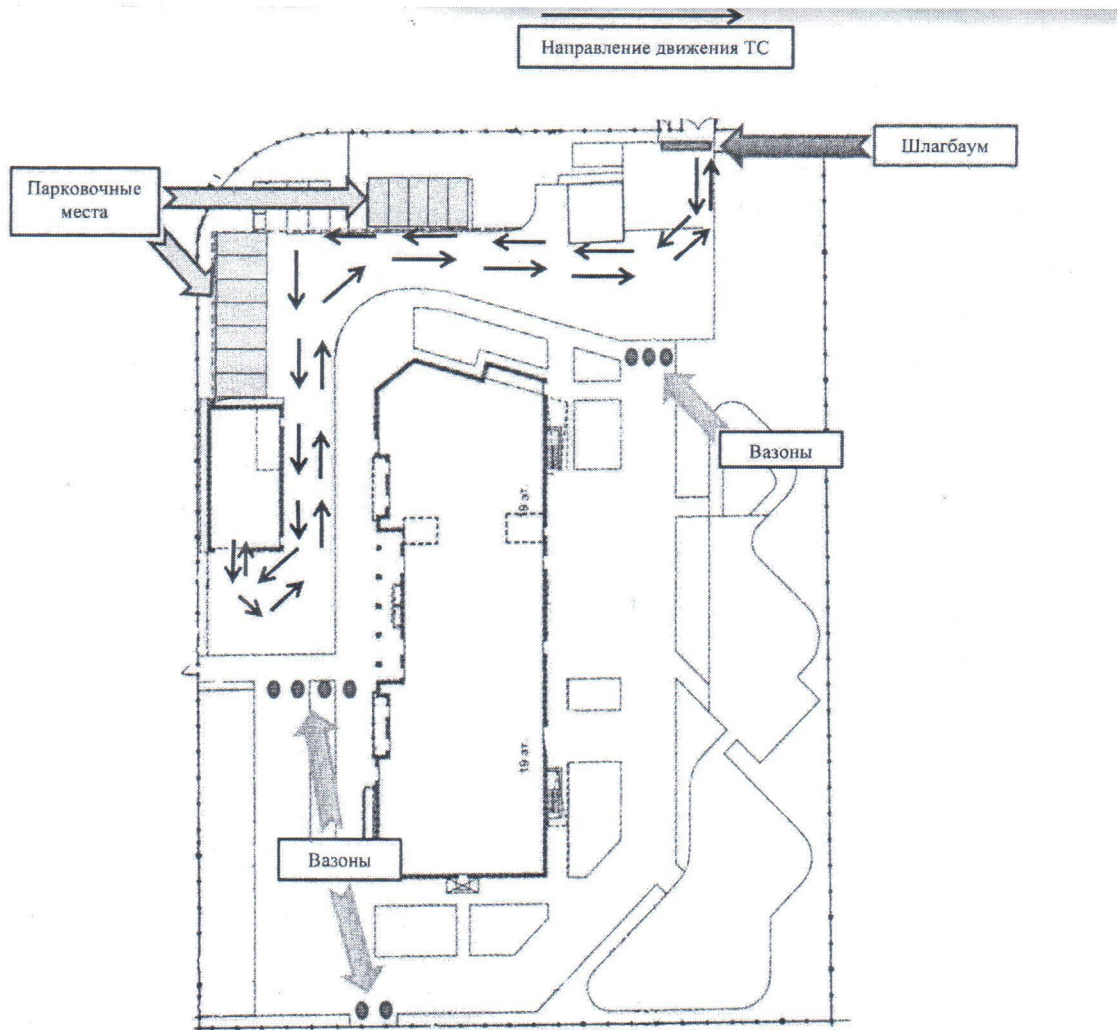 Направление движения ТС
Шлагбаум
Парковочные
места
Вазоны
19 эт.
19 эт.
Вазоны